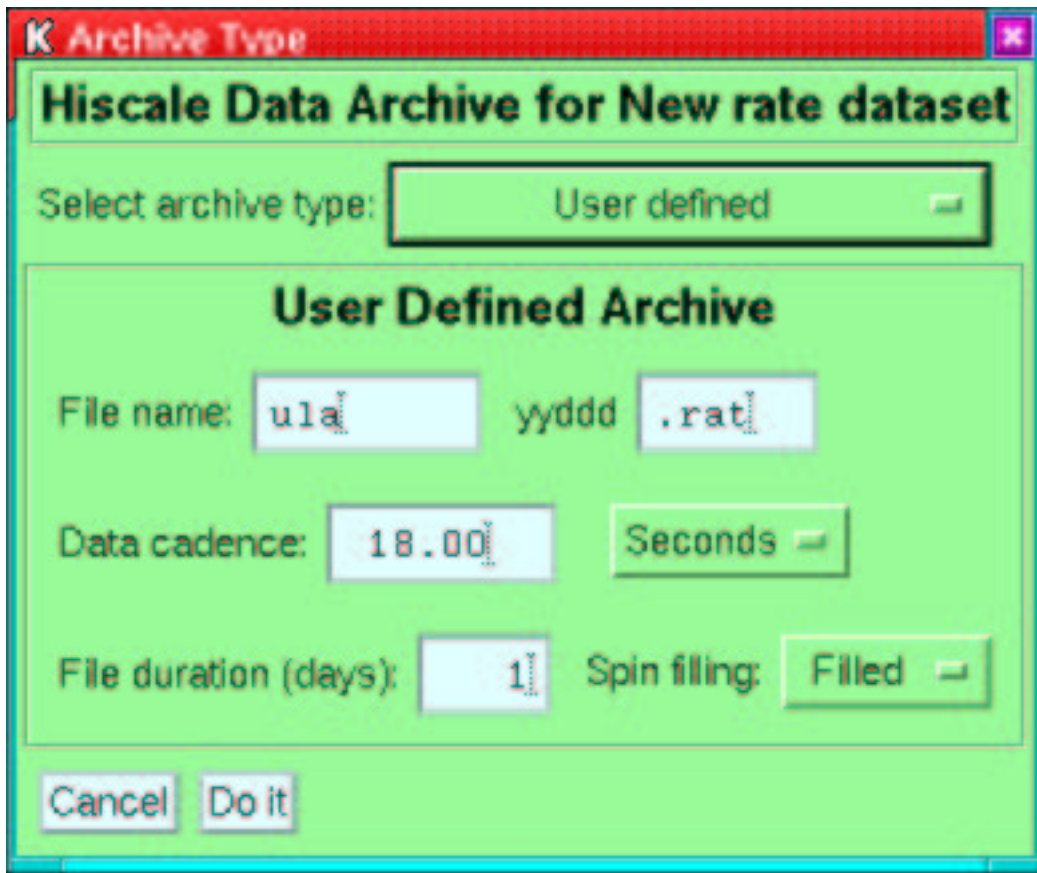 K Archive Type
Hiscale Data Archive for New rate dataset
Select archive type: User defined
User Defined Archive
File name: ula yyddd .rat
Data cadence: 18.00 Seconds
File duration (days): 1 Spin filling: Filled
Cancel Do it